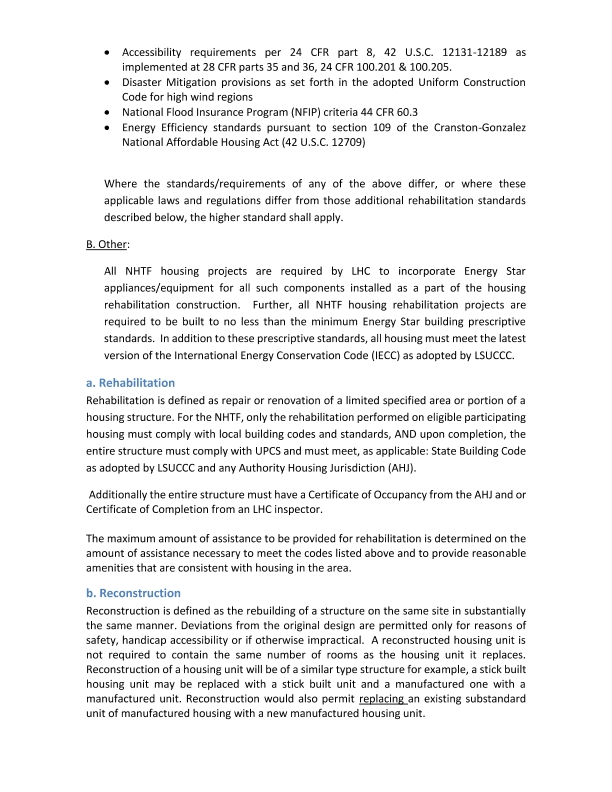 • Accessibility requirements per 24 CFR part 8, 42 U.S.C. 12131-12189 as
implemented at 28 CFR parts 35 and 36, 24 CFR 100.201 & 100.205.
• Disaster Mitigation provisions as set forth in the adopted Uniform Construction
Code for high wind regions
• National Flood Insurance Program (NFIP) criteria 44 CFR 60.3
• Energy Efficiency standards pursuant to section 109 of the Cranston-Gonzalez
National Affordable Housing Act (42 U.S.C. 12709)
Where the standards/requirements of any of the above differ, or where these
applicable laws and regulations differ from those additional rehabilitation standards
described below, the higher standard shall apply.
B. Other:
All NHTF housing projects are required by LHC to incorporate Energy Star
appliances/equipment for all such components installed as a part of the housing
rehabilitation construction. Further, all NHTF housing rehabilitation projects are
required to be built to no less than the minimum Energy Star building prescriptive
standards. In addition to these prescriptive standards, all housing must meet the latest
version of the International Energy Conservation Code (IECC) as adopted by LSUCCC.
a. Rehabilitation
Rehabilitation is defined as repair or renovation of a limited specified area or portion of a
housing structure. For the NHTF, only the rehabilitation performed on eligible participating
housing must comply with local building codes and standards, AND upon completion, the
entire structure must comply with UPCS and must meet, as applicable: State Building Code
as adopted by LSUCCC and any Authority Housing Jurisdiction (AHJ).
Additionally the entire structure must have a Certificate of Occupancy from the AHJ and or
Certificate of Completion from an LHC inspector.
The maximum amount of assistance to be provided for rehabilitation is determined on the
amount of assistance necessary to meet the codes listed above and to provide reasonable
amenities that are consistent with housing in the area.
b. Reconstruction
Reconstruction is defined as the rebuilding of a structure on the same site in substantially
the same manner. Deviations from the original design are permitted only for reasons of
safety, handicap accessibility or if otherwise impractical. A reconstructed housing unit is
not required to contain the same number of rooms as the housing unit it replaces.
Reconstruction of a housing unit will be of a similar type structure for example, a stick built
housing unit may be replaced with a stick built unit and a manufactured one with a
manufactured unit. Reconstruction would also permit replacing an existing substandard
unit of manufactured housing with a new manufactured housing unit.